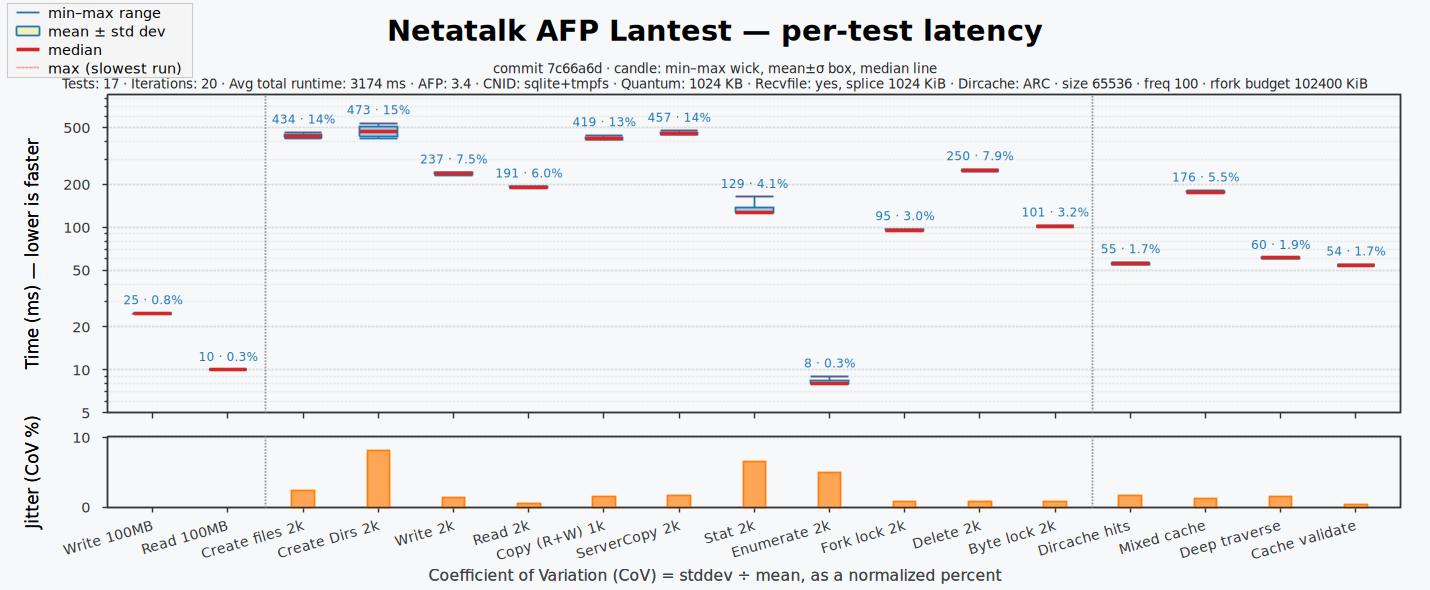 min–max range
mean ± std dev
median
max (slowest run)
Netatalk AFP Lantest — per-test latency
commit 7c66a6d · candle: min–max wick, mean±σ box, median line
Tests: 17 · Iterations: 20 · Avg total runtime: 3174 ms · AFP: 3.4 · CNID: sqlite+tmpfs · Quantum: 1024 KB · Recvfile: yes, splice 1024 KiB · Dircache: ARC · size 65536 · freq 100 · rfork budget 102400 KiB
Time (ms) — lower is faster
500
200
100
50
20
10
5
25 · 0.8%
10 · 0.3%
434 · 14%
473 · 15%
237 · 7.5%
191 · 6.0%
419 · 13%
457 · 14%
129 · 4.1%
8 · 0.3%
95 · 3.0%
250 · 7.9%
101 · 3.2%
55 · 1.7%
176 · 5.5%
60 · 1.9%
54 · 1.7%
Jitter (CoV %)
10
0
Write 100MB
Read 100MB
Create files 2k
Create Dirs 2k
Write 2k
Read 2k
Copy (R+W) 1k
ServerCopy 2k
Stat 2k
Enumerate 2k
Fork lock 2k
Delete 2k
Byte lock 2k
Dircache hits
Mixed cache
Deep traverse
Cache validate
Coefficient of Variation (CoV) = stddev ÷ mean, as a normalized percent